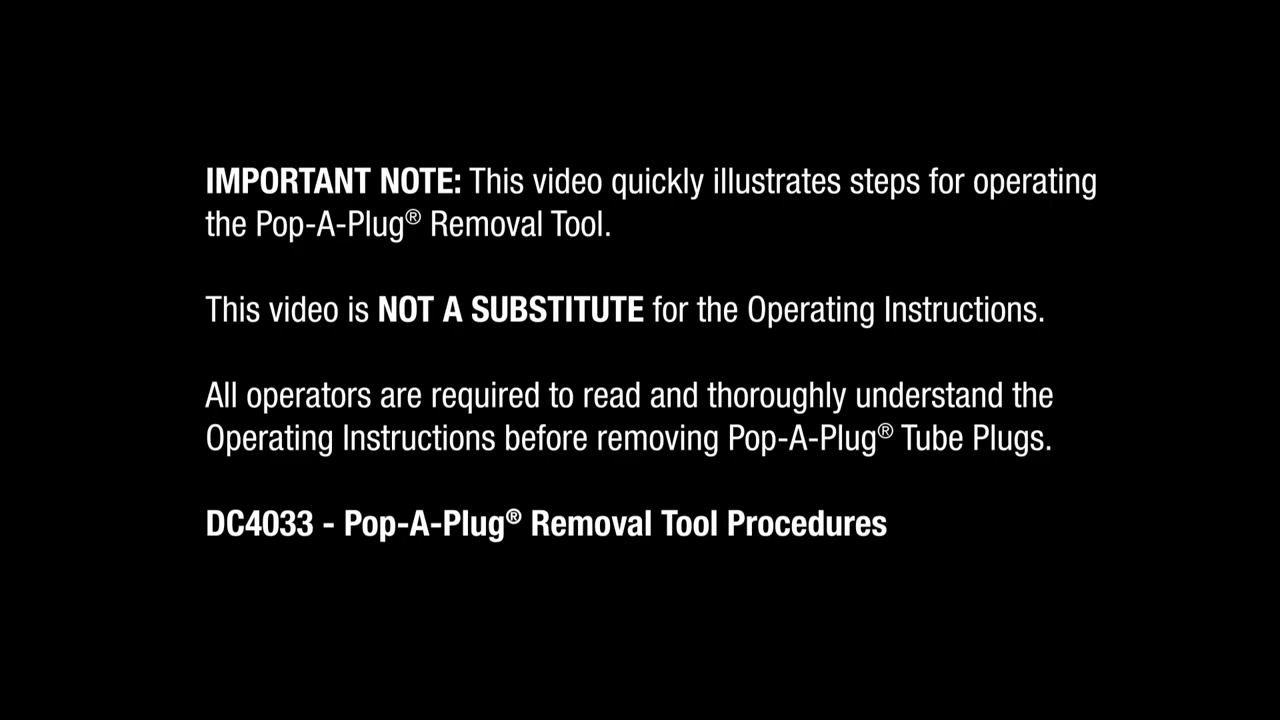 IMPORTANT NOTE: This video quickly illustrates steps for operating
the Pop-A-Plug® Removal Tool.
This video is NOT A SUBSTITUTE for the Operating Instructions.
All operators are required to read and thoroughly understand the
Operating Instructions before removing Pop-A-Plug® Tube Plugs.
DC4033 - Pop-A-Plug® Removal Tool Procedures